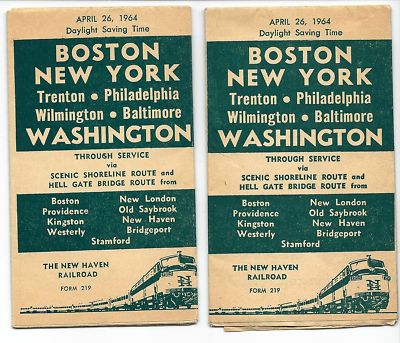 APRIL 26, 1964
Daylight Saving Time
BOSTON
NEW YORK
Trenton • Philadelphia
Wilmington • Baltimore
WASHINGTON
THROUGH SERVICE
via
SCENIC SHORELINE ROUTE and
HELL GATE BRIDGE ROUTE from
Boston New London
Providence Old Saybrook
Kingston New Haven
Westerly Bridgeport
Stamford
THE NEW HAVEN
RAILROAD
FORM 219
APRIL 26, 1964
Daylight Saving Time
BOSTON
NEW YORK
Trenton • Philadelphia
Wilmington • Baltimore
WASHINGTON
THROUGH SERVICE
via
SCENIC SHORELINE ROUTE and
HELL GATE BRIDGE ROUTE from
Boston New London
Providence Old Saybrook
Kingston New Haven
Westerly Bridgeport
Stamford
THE NEW HAVEN
RAILROAD
FORM 219